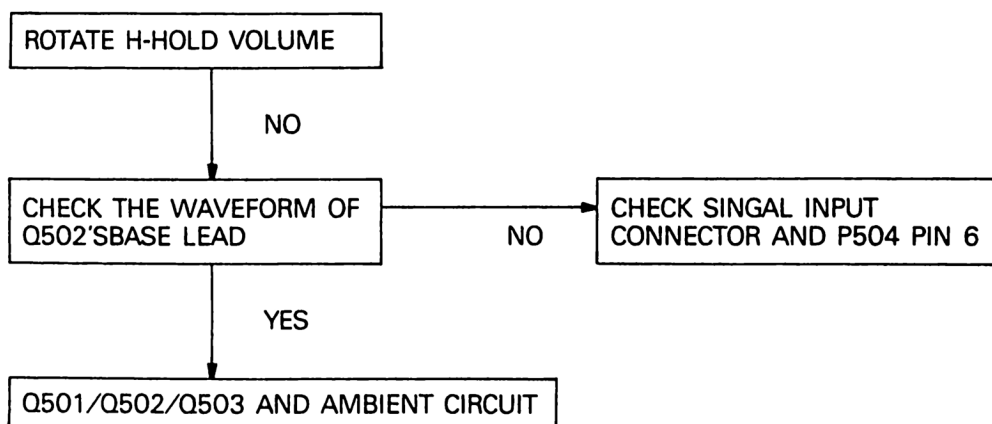 ROTATE H-HOLD VOLUME
NO
CHECK THE WAVEFORM OF
Q502'SBASE LEAD
NO
CHECK SINGAL INPUT
CONNECTOR AND P504 PIN 6
YES
Q501/Q502/Q503 AND AMBIENT CIRCUIT